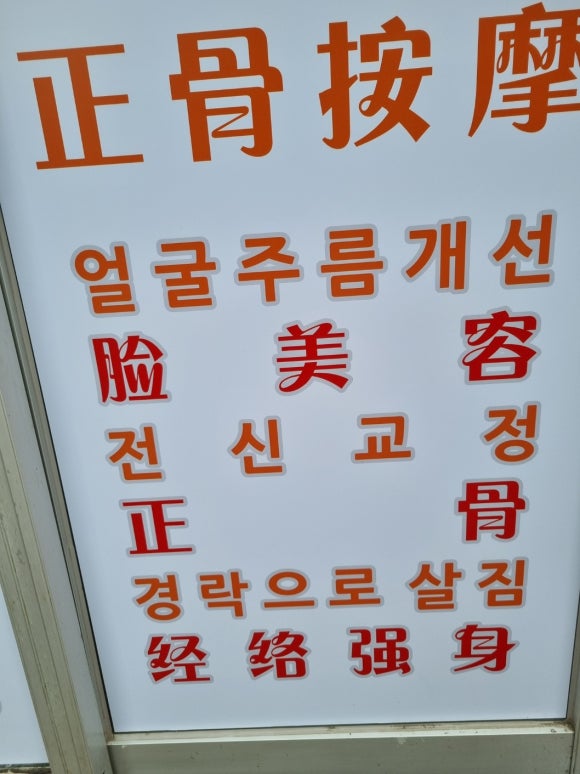 正骨按摩
얼굴주름개선
脸美容
전신교정
正骨
경락으로 살짐
经络强身